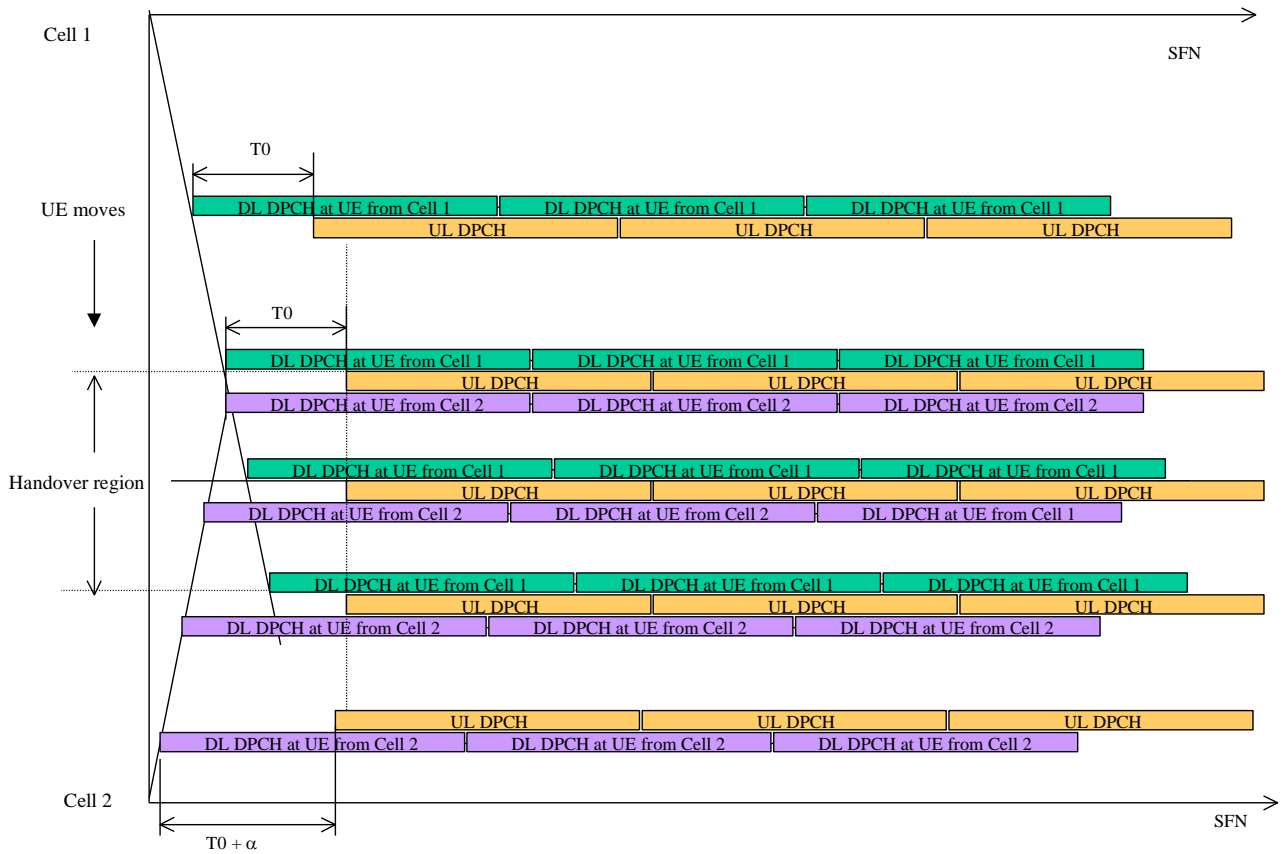 Cell 1
SFN
T0
UE moves
DL DPCH at UE from Cell 1 DL DPCH at UE from Cell 1 DL DPCH at UE from Cell 1
UL DPCH UL DPCH UL DPCH
T0
DL DPCH at UE from Cell 1 DL DPCH at UE from Cell 1 DL DPCH at UE from Cell 1
UL DPCH UL DPCH UL DPCH
DL DPCH at UE from Cell 2 DL DPCH at UE from Cell 2 DL DPCH at UE from Cell 2
Handover region
DL DPCH at UE from Cell 1 DL DPCH at UE from Cell 1 DL DPCH at UE from Cell 1
UL DPCH UL DPCH UL DPCH
DL DPCH at UE from Cell 2 DL DPCH at UE from Cell 2 DL DPCH at UE from Cell 1
DL DPCH at UE from Cell 1 DL DPCH at UE from Cell 1 DL DPCH at UE from Cell 1
UL DPCH UL DPCH UL DPCH
DL DPCH at UE from Cell 2 DL DPCH at UE from Cell 2 DL DPCH at UE from Cell 2
UL DPCH UL DPCH UL DPCH
DL DPCH at UE from Cell 2 DL DPCH at UE from Cell 2 DL DPCH at UE from Cell 2
Cell 2
SFN
T0 + α